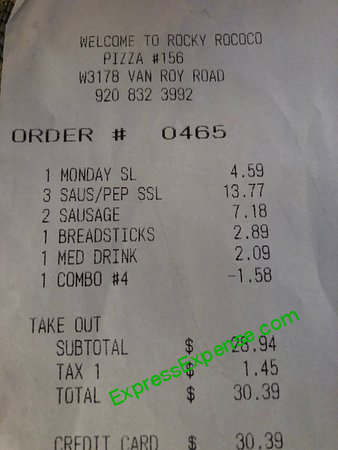 WELCOME TO ROCKY ROCOCO
PIZZA #156
W3178 VAN ROY ROAD
920 832 3992
ORDER # 0465
1 MONDAY SL 4.59
3 SAUS/PEP SSL 13.77
2 SAUSAGE 7.18
1 BREADSTICKS 2.89
1 MED DRINK 2.09
1 COMBO #4 -1.58
TAKE OUT
SUBTOTAL $ 28.94
TAX 1 $ 1.45
TOTAL $ 30.39
CREDIT CARD $ 30.39
ExpressExpense.com